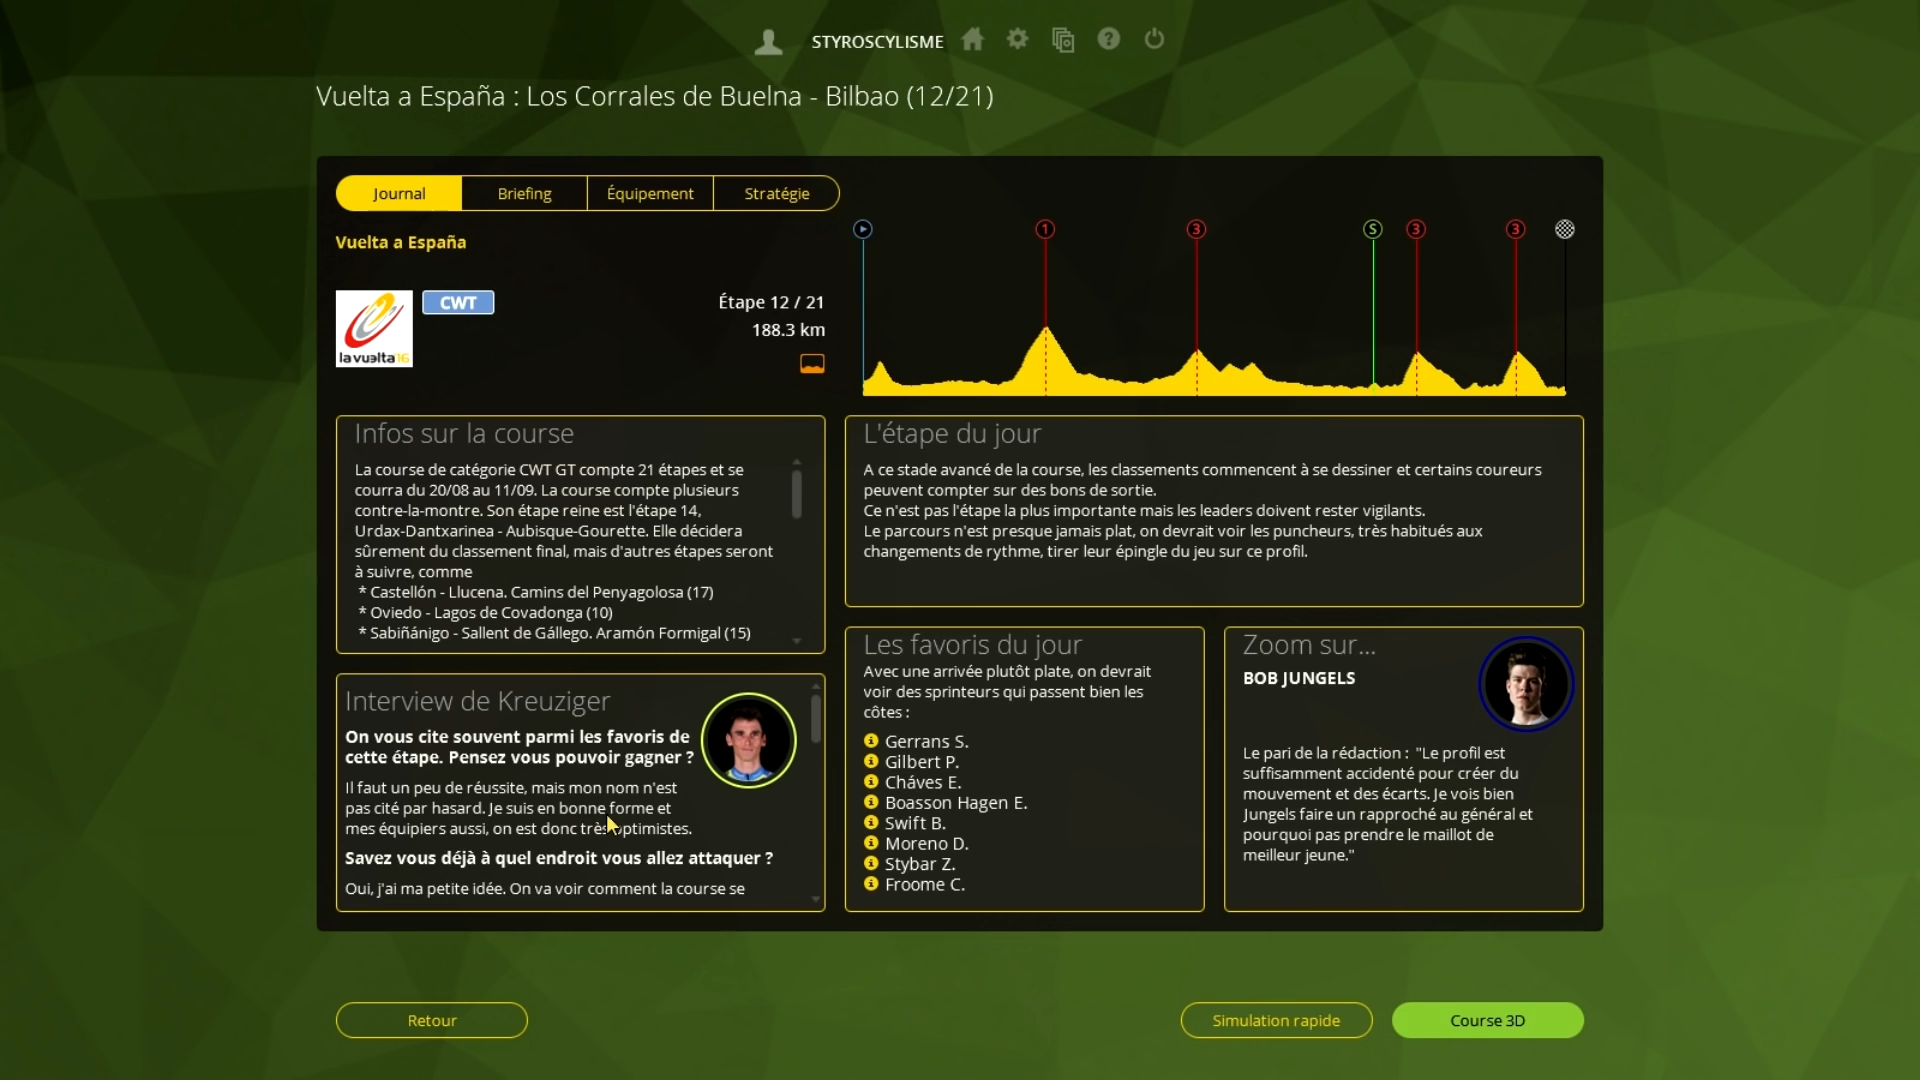 STYROSCYLISME
Vuelta a España : Los Corrales de Buelna - Bilbao (12/21)
Journal
Briefing
Équipement
Stratégie
Vuelta a España
la vuelta 16
CWT
Étape 12 / 21
188.3 km
1
3
S
3
3
Infos sur la course
La course de catégorie CWT GT compte 21 étapes et se
courra du 20/08 au 11/09. La course compte plusieurs
contre-la-montre. Son étape reine est l'étape 14,
Urdax-Dantxarinea - Aubisque-Gourette. Elle décidera
sûrement du classement final, mais d'autres étapes seront
à suivre, comme
* Castellón - Llucena. Camins del Penyagolosa (17)
* Oviedo - Lagos de Covadonga (10)
* Sabiñánigo - Sallent de Gállego. Aramón Formigal (15)
L'étape du jour
A ce stade avancé de la course, les classements commencent à se dessiner et certains coureurs
peuvent compter sur des bons de sortie.
Ce n'est pas l'étape la plus importante mais les leaders doivent rester vigilants.
Le parcours n'est presque jamais plat, on devrait voir les puncheurs, très habitués aux
changements de rythme, tirer leur épingle du jeu sur ce profil.
Interview de Kreuziger
On vous cite souvent parmi les favoris de
cette étape. Pensez vous pouvoir gagner ?
Il faut un peu de réussite, mais mon nom n'est
pas cité par hasard. Je suis en bonne forme et
mes équipiers aussi, on est donc très optimistes.
Savez vous déjà à quel endroit vous allez attaquer ?
Oui, j'ai ma petite idée. On va voir comment la course se
Les favoris du jour
Avec une arrivée plutôt plate, on devrait
voir des sprinteurs qui passent bien les
côtes :
Gerrans S.
Gilbert P.
Cháves E.
Boasson Hagen E.
Swift B.
Moreno D.
Stybar Z.
Froome C.
Zoom sur...
BOB JUNGELS
Le pari de la rédaction : "Le profil est
suffisamment accidenté pour créer du
mouvement et des écarts. Je vois bien
Jungels faire un rapproché au général et
pourquoi pas prendre le maillot de
meilleur jeune."
Retour
Simulation rapide
Course 3D